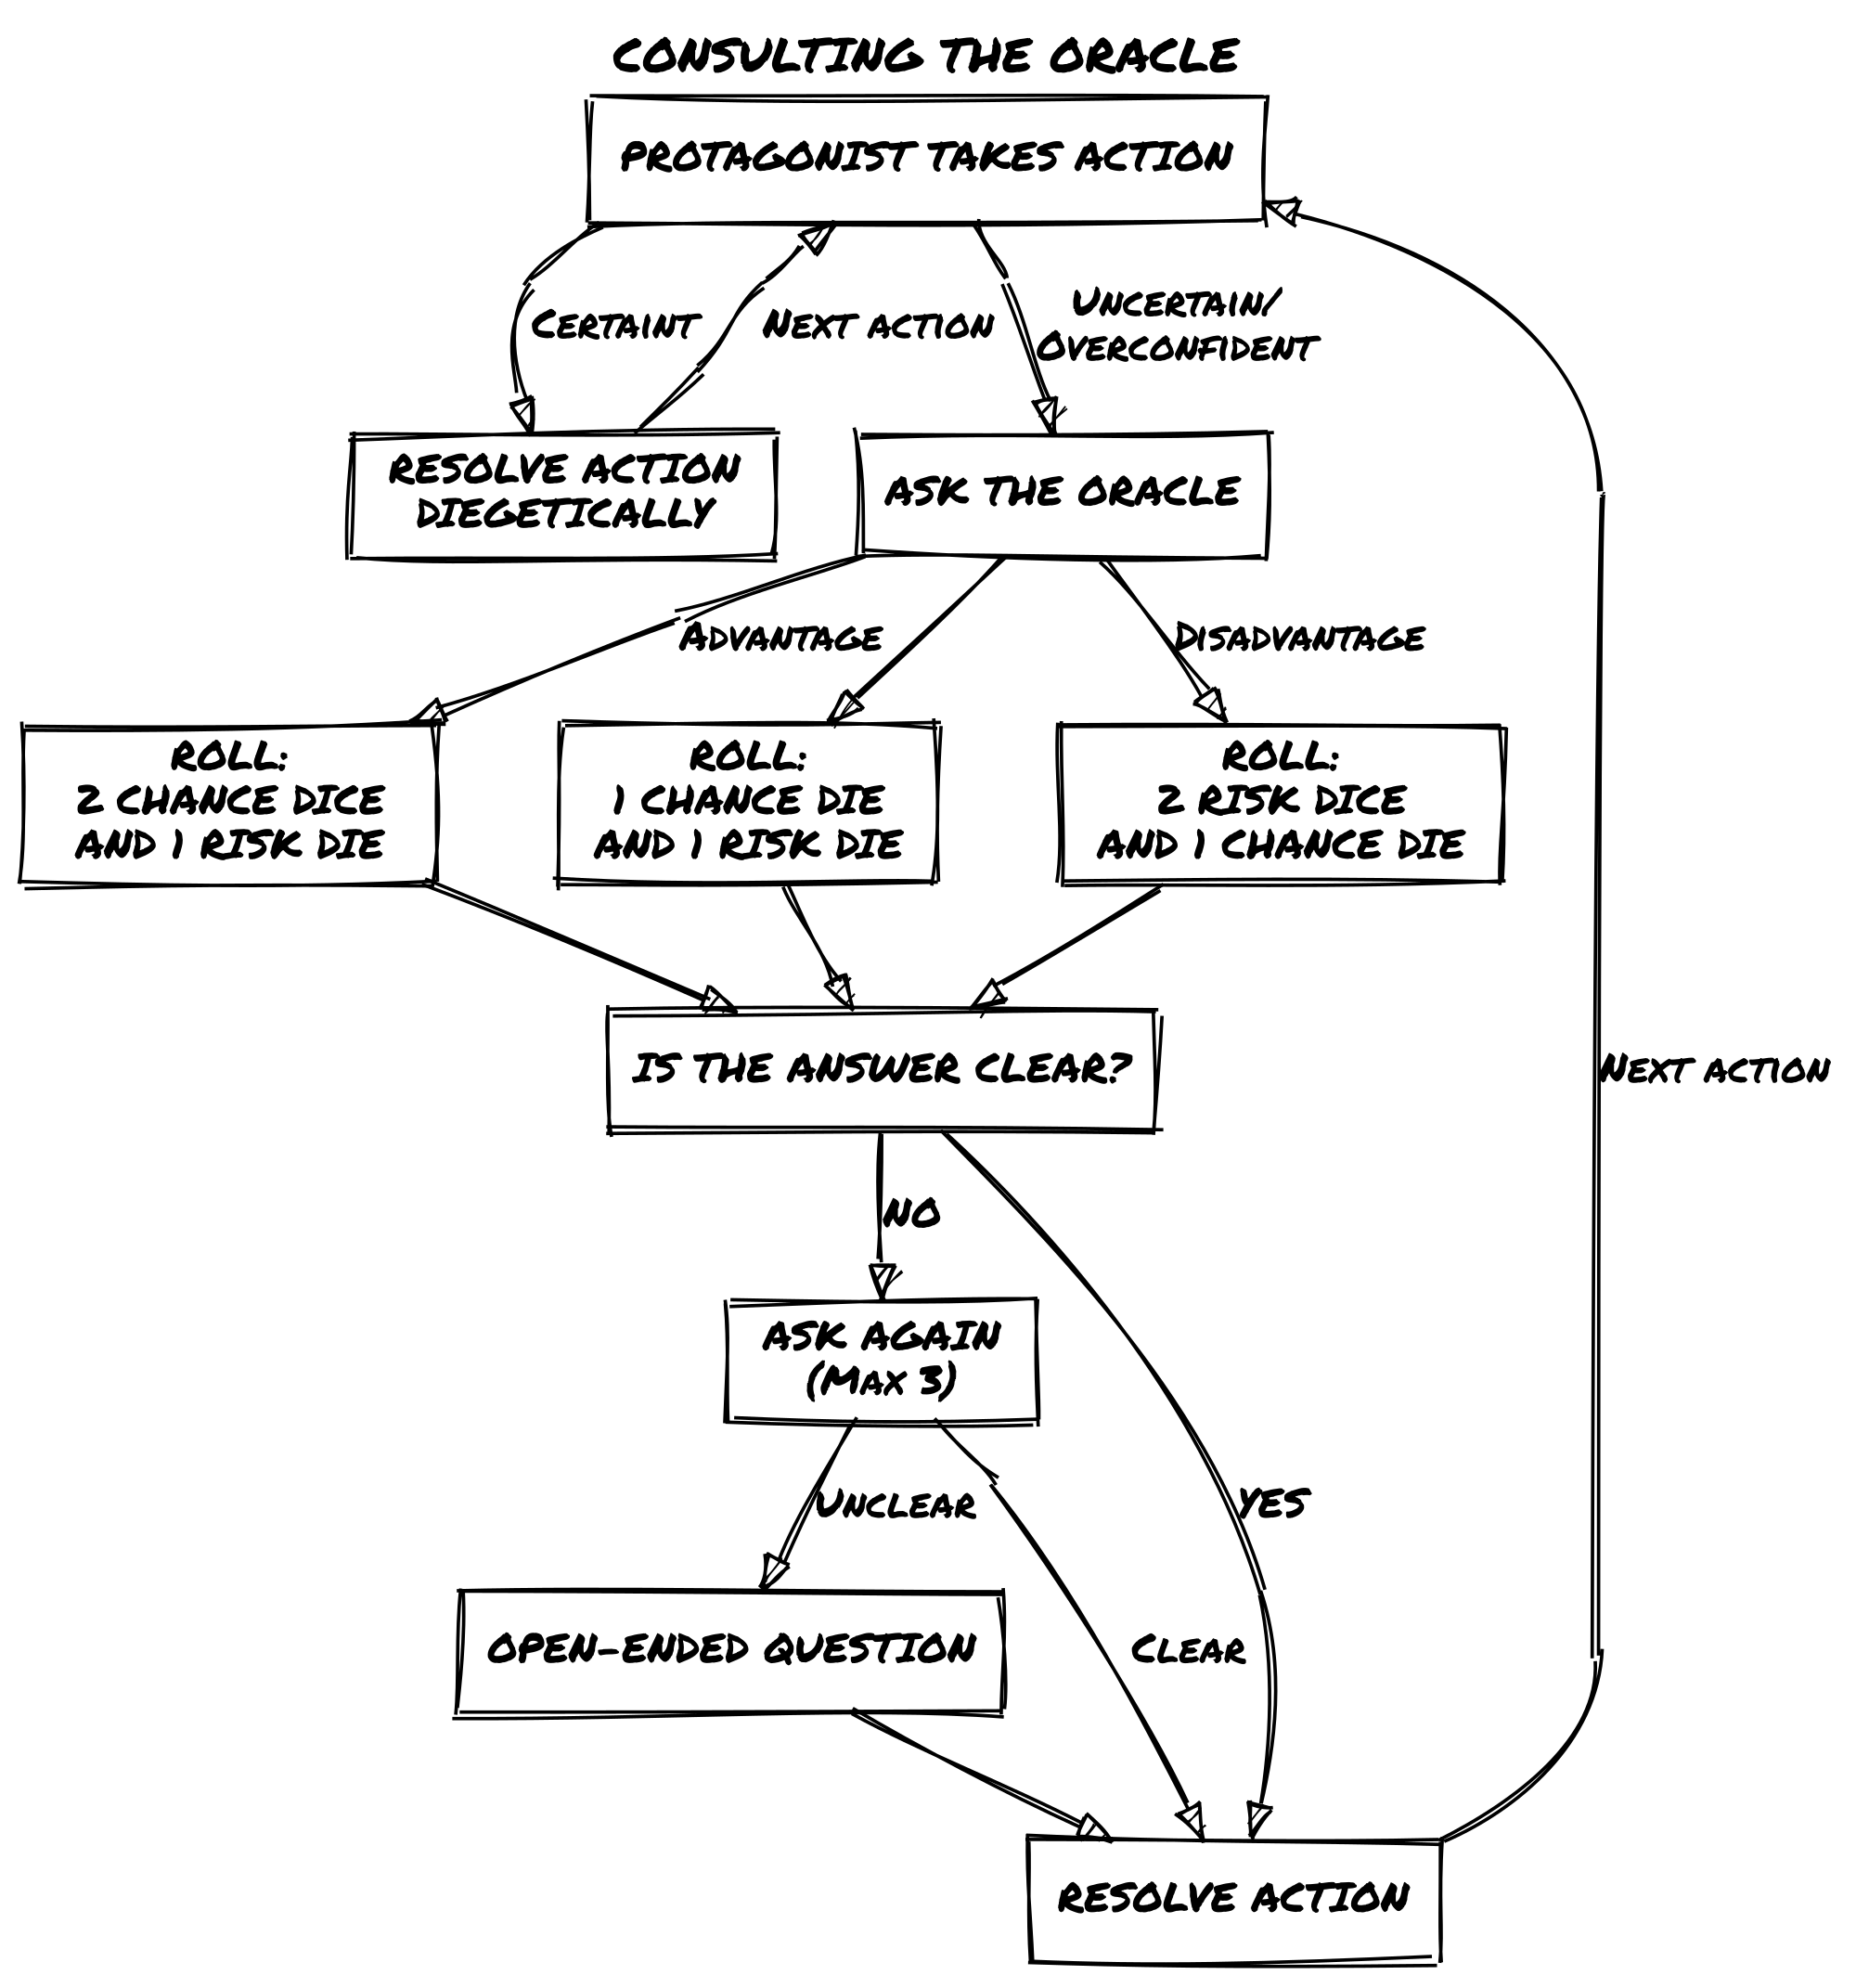 CONSULTING THE ORACLE
PROTAGONIST TAKES ACTION
CERTAINT
NEXT ACTION
UNCERTAIN/
OVERCONFIDENT
RESOLVE ACTION
DIEGETICALLY
ASK THE ORACLE
ADVANTAGE
DISADVANTAGE
ROLL:
2 CHANCE DICE
AND 1 RISK DIE
ROLL:
1 CHANCE DIE
AND 1 RISK DIE
ROLL:
2 RISK DICE
AND 1 CHANCE DIE
IS THE ANSWER CLEAR?
NEXT ACTION
NO
ASK AGAIN
(MAX 3)
UNCLEAR
YES
OPEN-ENDED QUESTION
CLEAR
RESOLVE ACTION